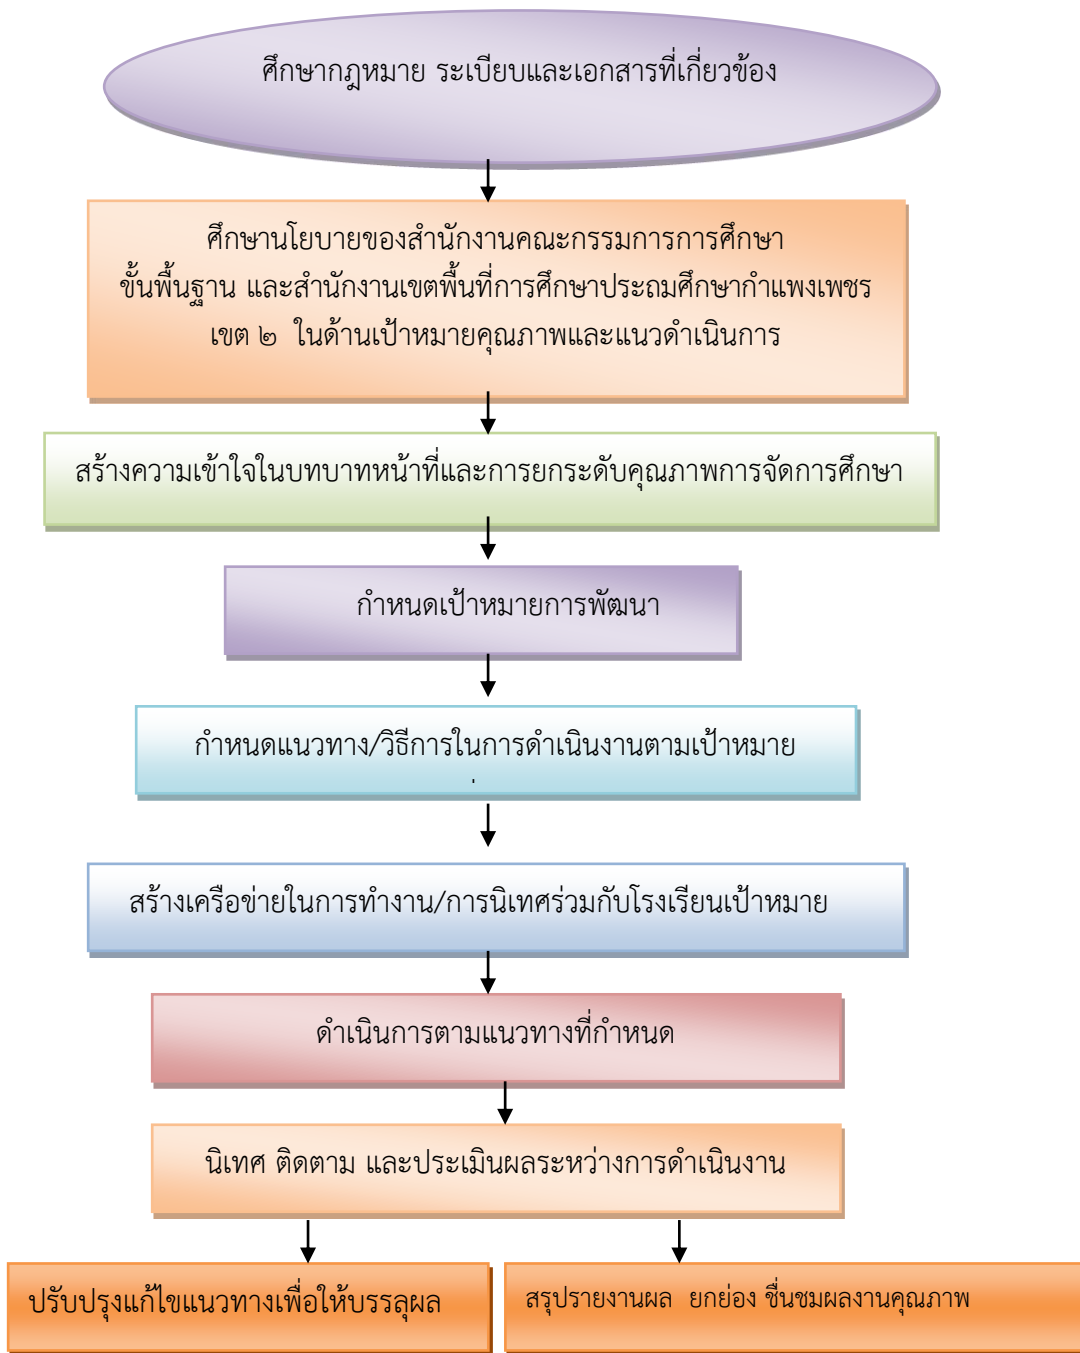 ศึกษากฎหมาย ระเบียบและเอกสารที่เกี่ยวข้อง
ศึกษานโยบายของสำนักงานคณะกรรมการการศึกษา
ขั้นพื้นฐาน และสำนักงานเขตพื้นที่การศึกษาประถมศึกษากำแพงเพชร
เขต ๒ ในด้านเป้าหมายคุณภาพและแนวดำเนินการ
สร้างความเข้าใจในบทบาทหน้าที่และการยกระดับคุณภาพการจัดการศึกษา
กำหนดเป้าหมายการพัฒนา
กำหนดแนวทาง/วิธีการในการดำเนินงานตามเป้าหมาย
สร้างเครือข่ายในการทำงาน/การนิเทศร่วมกับโรงเรียนเป้าหมาย
ดำเนินการตามแนวทางที่กำหนด
นิเทศ ติดตาม และประเมินผลระหว่างการดำเนินงาน
ปรับปรุงแก้ไขแนวทางเพื่อให้บรรลุผล
สรุปรายงานผล ยกย่อง ชื่นชมผลงานคุณภาพ